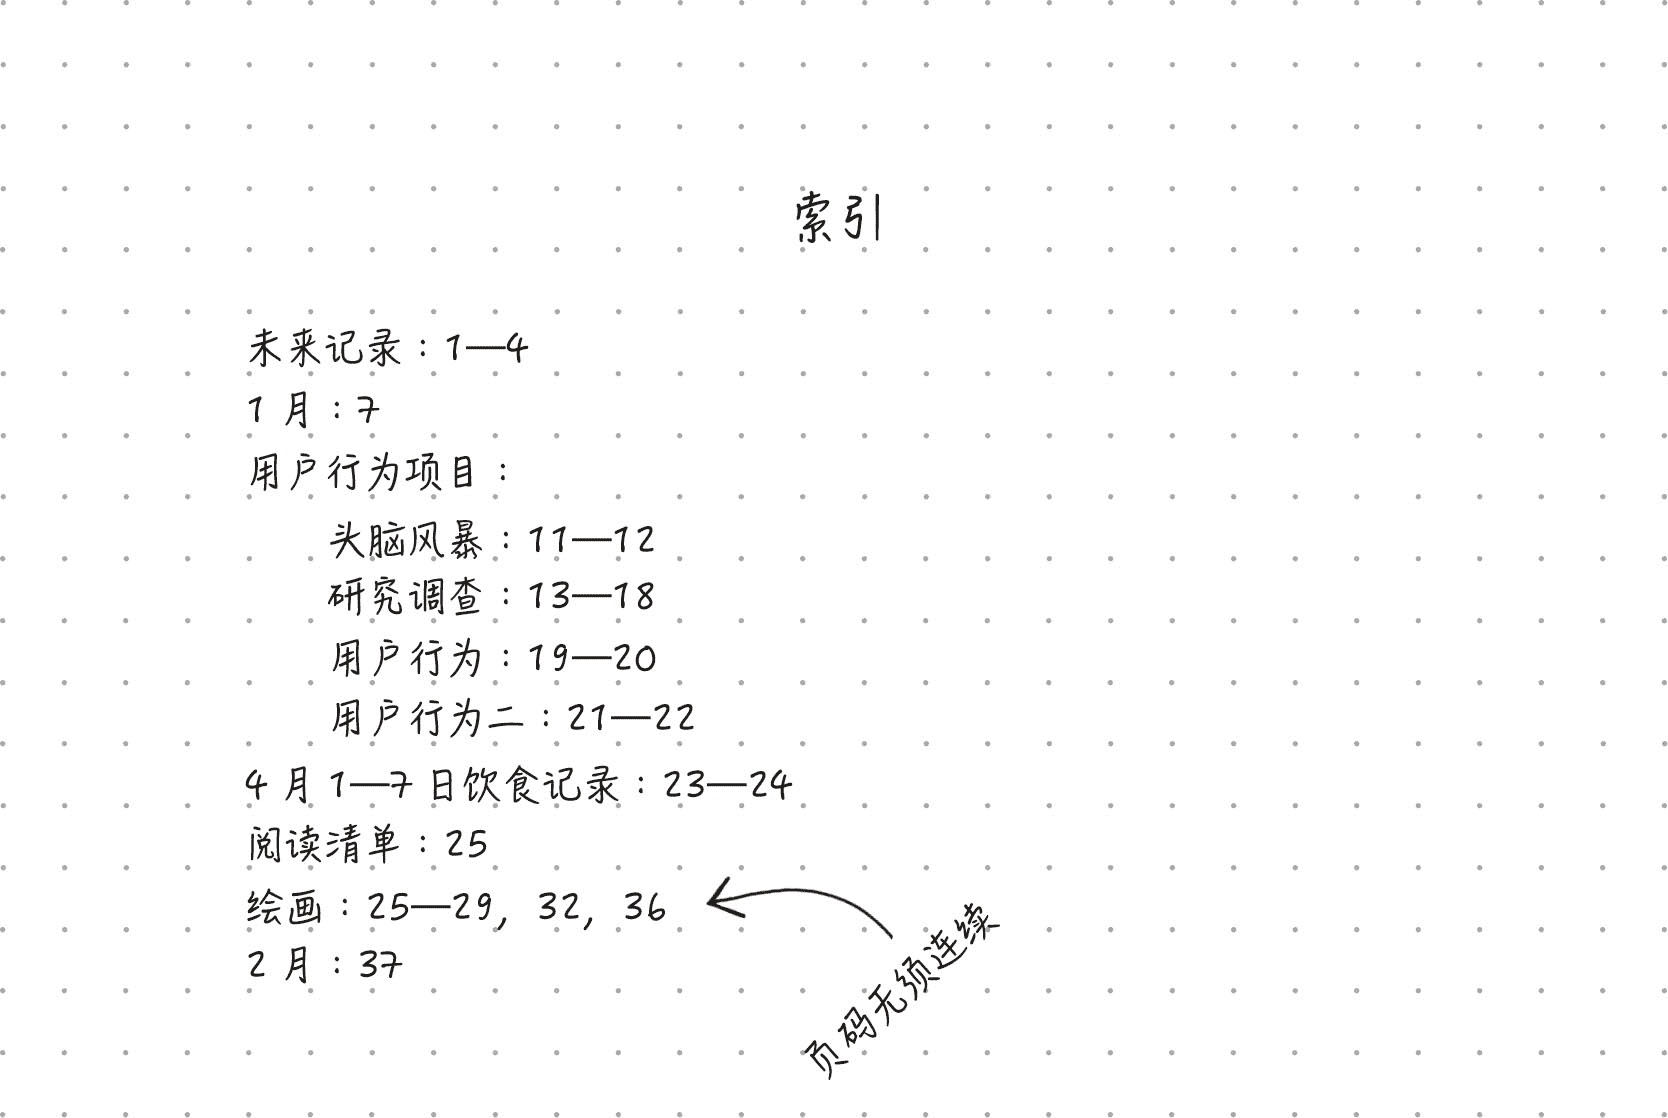 索引
未来记录：1—4
1 月：7
用户行为项目：
头脑风暴：11—12
研究调查：13—18
用户行为：19—20
用户行为二：21—22
4 月 1—7 日饮食记录：23—24
阅读清单：25
绘画：25—29, 32, 36
2 月：37
页码无须连续